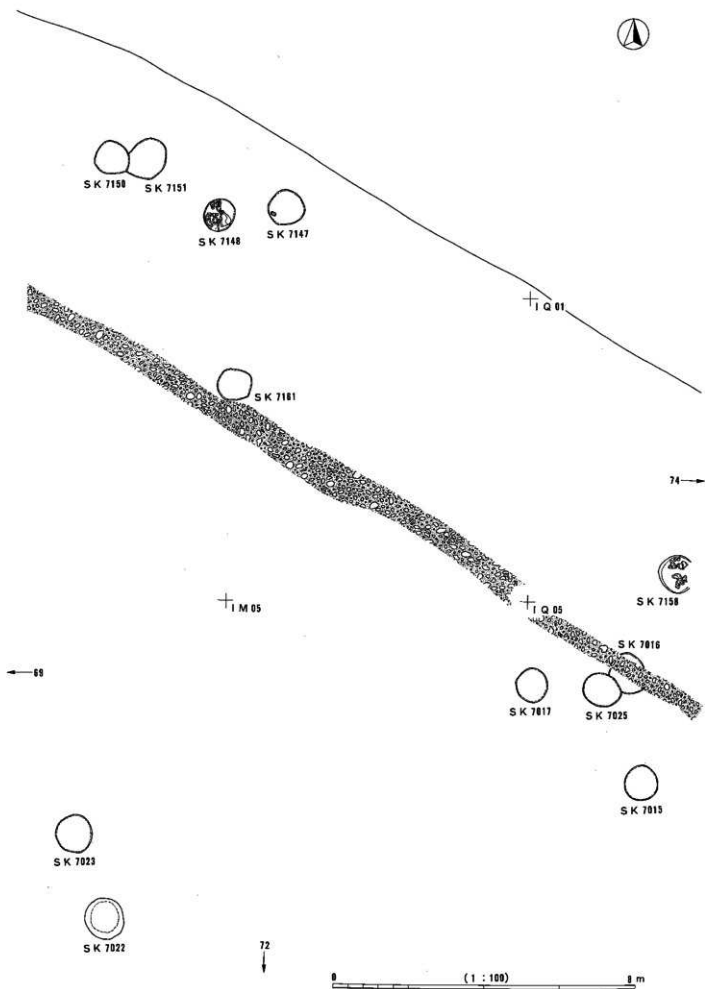 SK 7150
SK 7151
SK 7148
SK 7147
IQ 01
SK 7161
74
SK 7158
IM 05
IQ 05
SK 7016
69
SK 7017
SK 7025
SK 7015
SK 7023
SK 7022
72
0 (1 : 100) 8 m